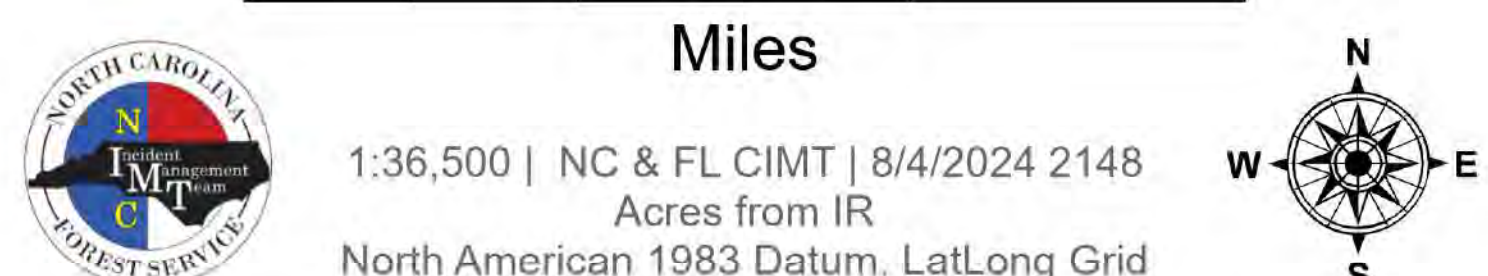 Miles
NORTH CAROLINA
N
Incident
Management
Team
IMT
C
FOREST SERVICE
1:36,500 | NC & FL CIMT | 8/4/2024 2148
Acres from IR
North American 1983 Datum, LatLong Grid
N
W
E
S